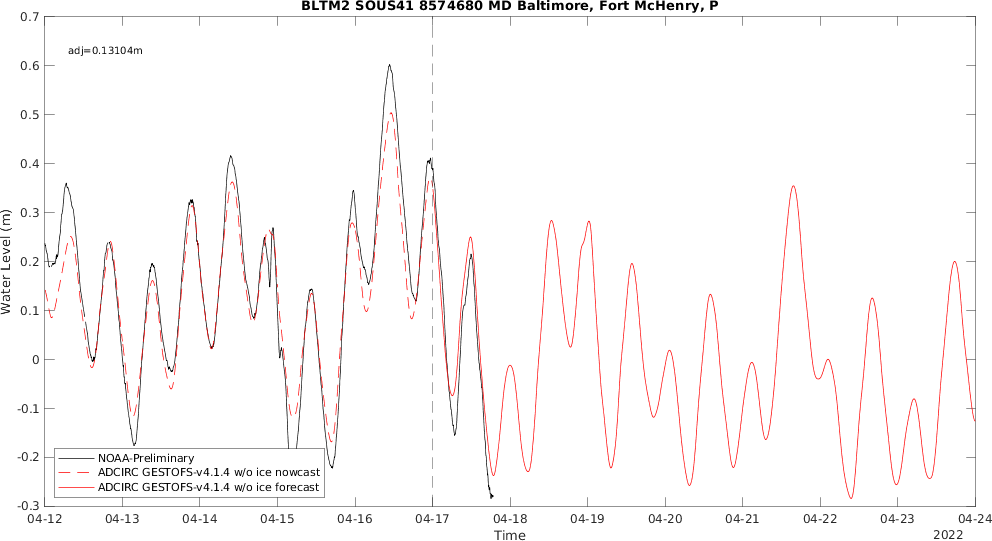 BLTM2 SOUS41 8574680 MD Baltimore, Fort McHenry, P
adj=0.13104m
Water Level (m)
0.7
0.6
0.5
0.4
0.3
0.2
0.1
0
-0.1
-0.2
-0.3
NOAA-Preliminary
ADCIRC GESTOFS-v4.1.4 w/o ice nowcast
ADCIRC GESTOFS-v4.1.4 w/o ice forecast
04-12 04-13 04-14 04-15 04-16 04-17 04-18 04-19 04-20 04-21 04-22 04-23 04-24
Time
2022